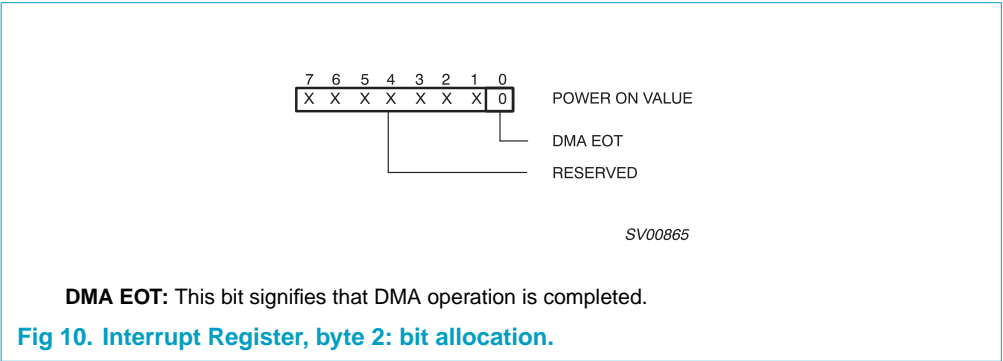 7 6 5 4 3 2 1 0
X X X X X X X 0 POWER ON VALUE
DMA EOT
RESERVED
SV00865
DMA EOT: This bit signifies that DMA operation is completed.
Fig 10. Interrupt Register, byte 2: bit allocation.